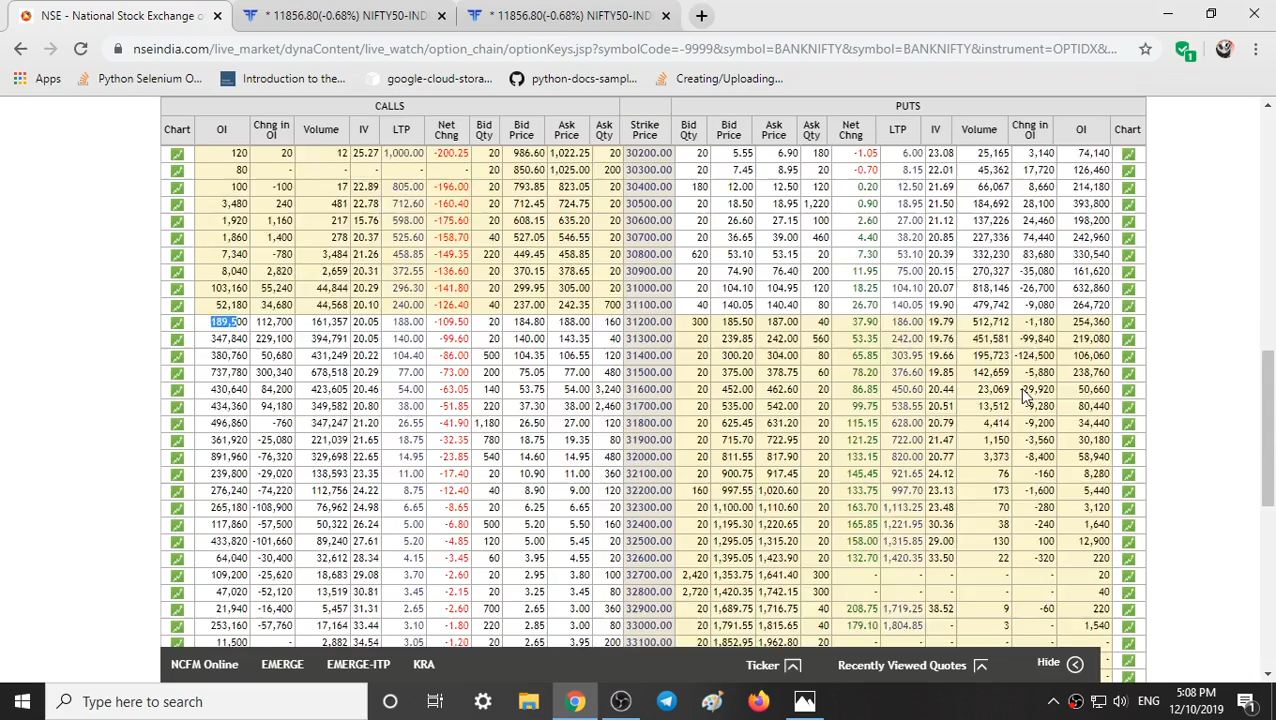 NSE - National Stock Exchange o
* 11856.80(-0.68%) NIFTY50-IND
* 11856.80(-0.68%) NIFTY50-IND
nseindia.com/live_market/dynaContent/live_watch/option_chain/optionKeys.jsp?symbolCode=-9999&symbol=BANKNIFTY&symbol=BANKNIFTY&instrument=OPTIDX&...
Apps Python Selenium O... Introduction to the... google-cloud-stora... python-docs-sampl... Creating/Uploading...
CALLS PUTS
Chart OI Chng in OI Volume IV LTP Net Chng Bid Qty Bid Price Ask Price Ask Qty Strike Price Bid Qty Bid Price Ask Price Ask Qty Net Chng LTP IV Volume Chng in OI OI Chart
120 20 12 25.27 1,000.00 -200.25 20 986.60 1,022.25 20 30200.00 20 5.55 6.90 180 -1.05 6.00 23.08 25,165 3,140 74,140
80 - - - - - 20 850.60 1,025.00 200 30300.00 20 7.45 8.95 20 -0.70 8.15 22.01 45,362 17,720 126,460
100 -100 17 22.89 805.00 -196.00 20 793.85 823.05 20 30400.00 180 12.00 12.50 120 0.20 12.50 21.69 66,067 8,660 214,180
3,480 240 481 22.78 712.60 -160.40 20 712.45 724.75 20 30500.00 20 18.50 18.95 1,220 0.90 18.95 21.50 184,692 28,100 393,800
1,920 1,160 217 15.76 598.00 -175.60 20 608.15 635.20 20 30600.00 20 26.60 27.15 100 2.60 27.00 21.12 137,226 24,460 198,200
1,860 1,400 278 20.37 525.60 -158.70 40 527.05 546.55 20 30700.00 20 36.65 39.00 460 4.40 38.20 20.85 227,336 74,440 242,960
7,340 -780 3,484 21.26 458.85 -149.35 220 449.45 458.85 20 30800.00 620 53.10 53.15 20 7.30 53.10 20.39 332,230 83,680 330,540
8,040 2,820 2,659 20.31 372.55 -136.60 20 370.15 378.65 20 30900.00 20 74.90 76.40 200 11.95 75.00 20.15 270,327 -35,080 161,620
103,160 55,240 44,844 20.29 296.30 -141.80 20 299.95 305.00 20 31000.00 20 104.10 104.95 120 18.25 104.10 20.07 818,146 -26,700 632,860
52,180 34,680 44,568 20.10 240.00 -126.40 40 237.00 242.35 700 31100.00 40 140.05 140.40 80 26.70 140.05 19.90 479,742 -9,080 264,720
189,500 112,700 161,357 20.05 188.00 -109.50 20 184.80 188.00 160 31200.00 300 185.50 187.00 40 37.90 186.00 19.79 512,712 -1,180 254,360
347,840 229,100 394,791 20.05 140.00 -99.60 20 140.00 143.35 40 31300.00 20 239.85 242.00 560 53.35 242.00 19.76 451,581 -99,840 219,080
380,760 50,680 431,249 20.22 104.40 -86.00 500 104.35 106.55 120 31400.00 20 300.20 304.00 80 65.85 303.95 19.66 195,723 -124,500 106,060
737,780 300,340 678,518 20.29 77.00 -73.00 200 75.05 77.00 480 31500.00 20 375.00 378.75 60 78.20 376.60 19.85 142,659 -5,880 238,760
430,640 84,200 423,605 20.46 54.00 -63.05 140 53.75 54.00 3,240 31600.00 20 452.00 462.60 20 86.85 450.60 20.44 23,069 -29,920 50,660
434,360 94,180 349,582 20.80 38.00 -51.85 220 37.30 38.00 2,460 31700.00 20 535.00 542.00 20 99.75 538.55 20.51 13,512 -9,280 80,440
496,860 -760 347,247 21.20 26.55 -41.90 1,180 26.50 27.00 120 31800.00 20 625.45 631.20 20 115.15 628.00 20.79 4,414 -9,200 34,440
361,920 -25,080 221,039 21.65 18.75 -32.35 780 18.75 19.35 80 31900.00 20 715.70 722.95 20 121.25 722.00 21.47 1,150 -3,560 30,180
891,960 -76,320 329,698 22.65 14.95 -23.85 540 14.60 14.95 480 32000.00 20 811.55 817.90 20 133.15 820.00 20.77 3,373 -8,400 58,940
239,800 -29,020 138,593 23.35 11.00 -17.40 20 10.90 11.00 360 32100.00 20 900.75 917.45 20 145.45 921.65 24.12 76 -160 8,280
276,240 -74,220 112,756 24.22 8.75 -12.40 40 8.90 9.00 120 32200.00 160 997.55 1,020.60 20 133.75 997.70 23.13 173 -1,600 5,440
265,180 -108,900 76,962 24.98 6.65 -8.65 20 6.25 6.65 20 32300.00 20 1,100.00 1,110.60 20 163.70 1,113.25 23.48 70 -280 3,120
117,860 -57,500 50,322 26.24 5.00 -6.80 500 5.20 5.50 160 32400.00 20 1,195.30 1,220.65 20 165.85 1,221.95 30.36 38 -240 1,640
433,820 -101,660 89,240 27.61 5.20 -4.85 120 5.00 5.45 20 32500.00 20 1,295.05 1,315.20 20 158.00 1,315.85 29.00 130 100 12,900
64,040 -30,400 32,612 28.34 4.15 -3.45 60 3.95 4.55 20 32600.00 20 1,395.05 1,423.90 20 132.70 1,420.35 33.50 22 -320 220
109,200 -25,620 18,683 29.08 3.70 -2.60 20 2.95 3.80 100 32700.00 2,420 1,353.75 1,641.40 300 - - - - - 20
47,020 -52,120 13,519 30.81 3.45 -2.15 20 3.25 3.45 80 32800.00 2,720 1,420.35 1,742.15 300 - - - - - 40
21,940 -16,400 5,457 31.31 2.65 -2.60 700 2.65 3.00 360 32900.00 20 1,689.75 1,716.75 40 208.75 1,719.25 38.52 9 -60 220
253,160 -57,760 17,164 33.44 3.10 -1.80 220 2.85 3.00 80 33000.00 20 1,791.55 1,815.65 40 179.10 1,804.85 - 3 - 1,540
11,500 - 2,882 34.54 3.05 -1.20 20 2.65 3.95 200 33100.00 20 1,852.95 1,962.80 20 - - - - - -
NCFM Online EMERGE EMERGE-ITP KRA Ticker Recently Viewed Quotes Hide
Type here to search
ENG
5:08 PM
12/10/2019